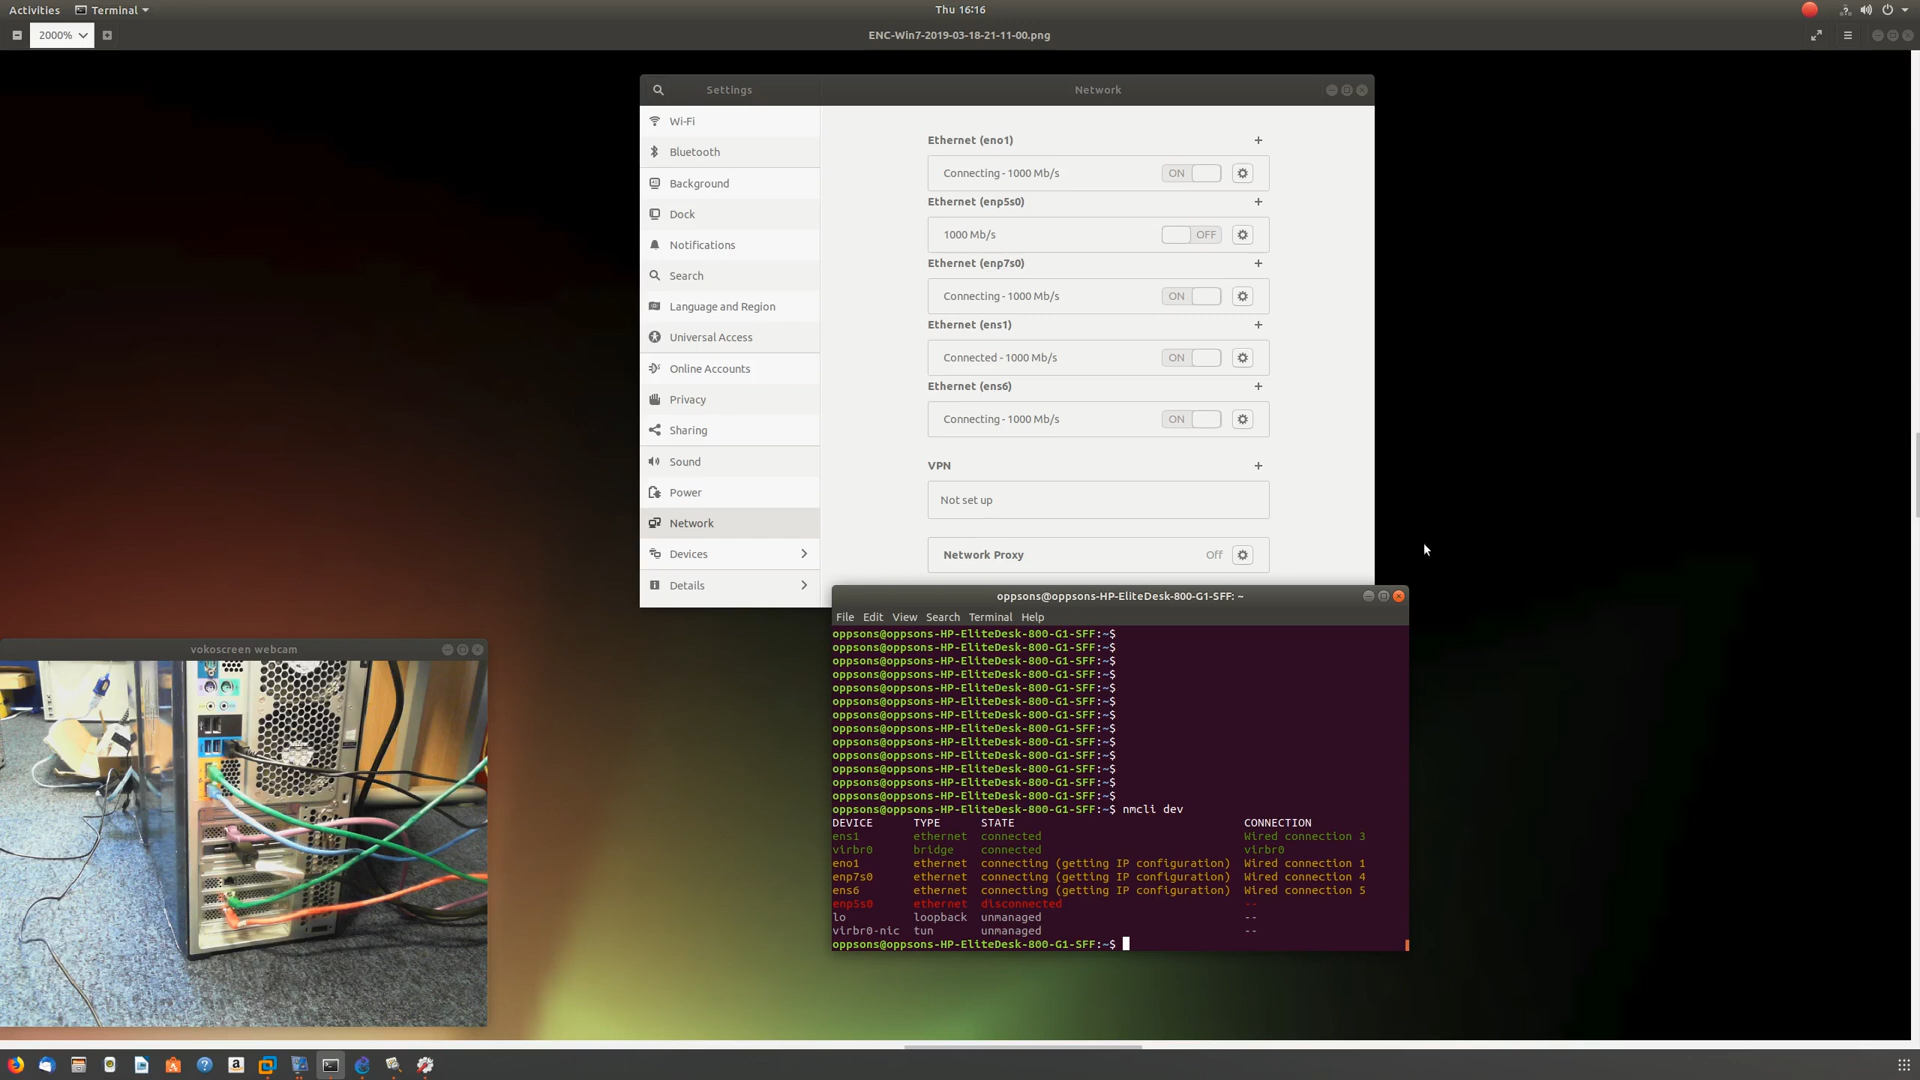 Activities
Terminal
Thu 16:16
2000%
ENC-Win7-2019-03-18-21-11-00.png
Settings
Network
Wi-Fi
Bluetooth
Background
Dock
Notifications
Search
Language and Region
Universal Access
Online Accounts
Privacy
Sharing
Sound
Power
Network
Devices
Details
Ethernet (eno1)
Connecting - 1000 Mb/s ON
Ethernet (enp5s0)
1000 Mb/s OFF
Ethernet (enp7s0)
Connecting - 1000 Mb/s ON
Ethernet (ens1)
Connected - 1000 Mb/s ON
Ethernet (ens6)
Connecting - 1000 Mb/s ON
VPN
Not set up
Network Proxy Off
vokoscreen webcam
oppsons@oppsons-HP-EliteDesk-800-G1-SFF: ~
File Edit View Search Terminal Help
oppsons@oppsons-HP-EliteDesk-800-G1-SFF:~$
oppsons@oppsons-HP-EliteDesk-800-G1-SFF:~$
oppsons@oppsons-HP-EliteDesk-800-G1-SFF:~$
oppsons@oppsons-HP-EliteDesk-800-G1-SFF:~$
oppsons@oppsons-HP-EliteDesk-800-G1-SFF:~$
oppsons@oppsons-HP-EliteDesk-800-G1-SFF:~$
oppsons@oppsons-HP-EliteDesk-800-G1-SFF:~$
oppsons@oppsons-HP-EliteDesk-800-G1-SFF:~$
oppsons@oppsons-HP-EliteDesk-800-G1-SFF:~$
oppsons@oppsons-HP-EliteDesk-800-G1-SFF:~$
oppsons@oppsons-HP-EliteDesk-800-G1-SFF:~$
oppsons@oppsons-HP-EliteDesk-800-G1-SFF:~$
oppsons@oppsons-HP-EliteDesk-800-G1-SFF:~$
oppsons@oppsons-HP-EliteDesk-800-G1-SFF:~$ nmcli dev
DEVICE TYPE STATE CONNECTION
ens1 ethernet connected Wired connection 3
virbr0 bridge connected virbr0
eno1 ethernet connecting (getting IP configuration) Wired connection 1
enp7s0 ethernet connecting (getting IP configuration) Wired connection 4
ens6 ethernet connecting (getting IP configuration) Wired connection 5
enp5s0 ethernet disconnected --
lo loopback unmanaged --
virbr0-nic tun unmanaged --
oppsons@oppsons-HP-EliteDesk-800-G1-SFF:~$